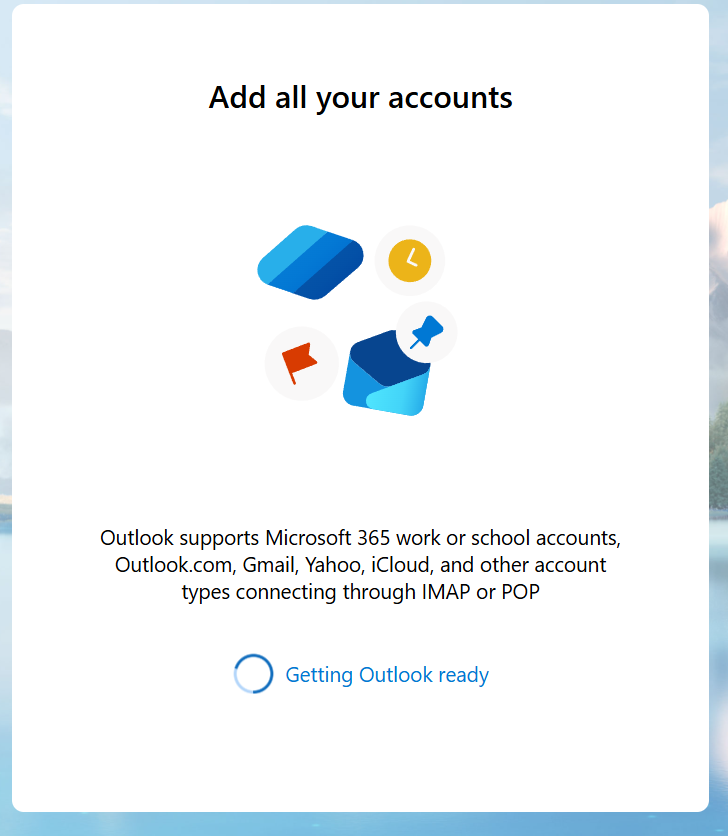 Add all your accounts
Outlook supports Microsoft 365 work or school accounts,
Outlook.com, Gmail, Yahoo, iCloud, and other account
types connecting through IMAP or POP
Getting Outlook ready